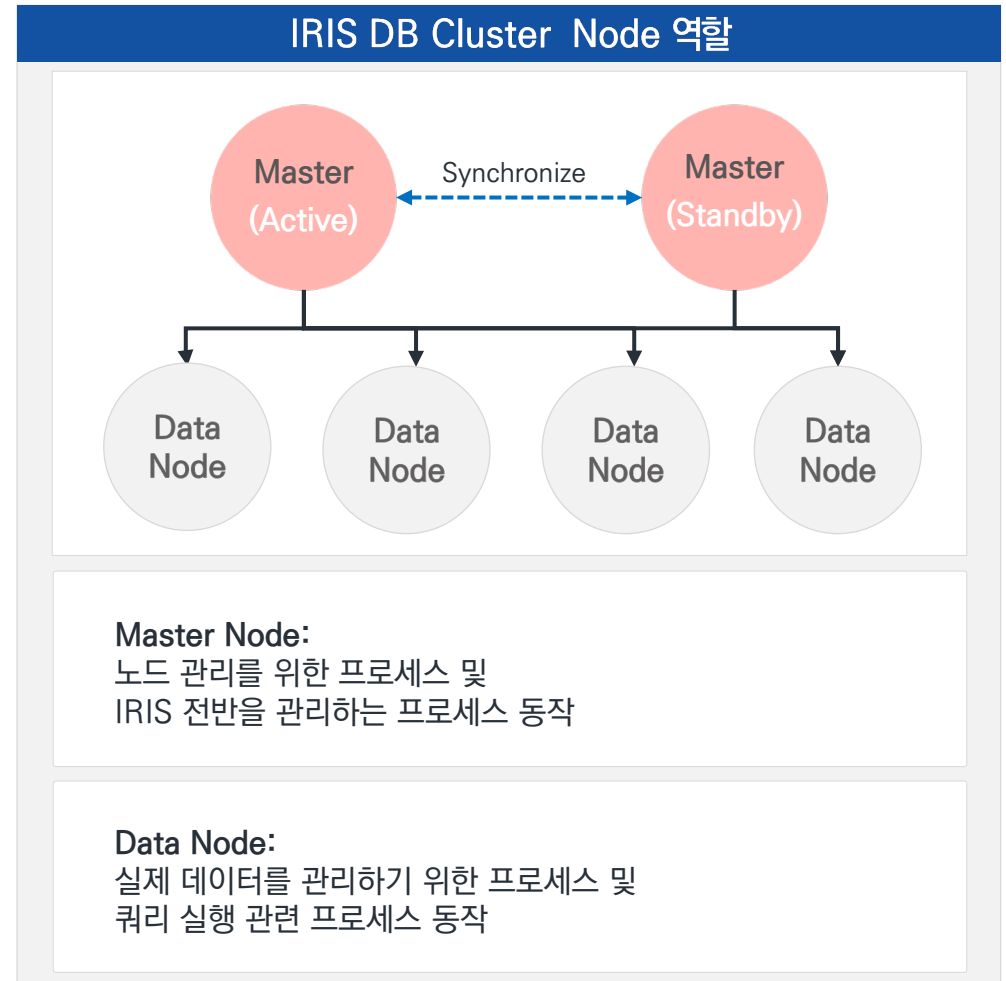 IRIS DB Cluster Node 역할
Master
(Active)
Synchronize
Master
(Standby)
Data
Node
Data
Node
Data
Node
Data
Node
Master Node:
노드 관리를 위한 프로세스 및
IRIS 전반을 관리하는 프로세스 동작
Data Node:
실제 데이터를 관리하기 위한 프로세스 및
쿼리 실행 관련 프로세스 동작